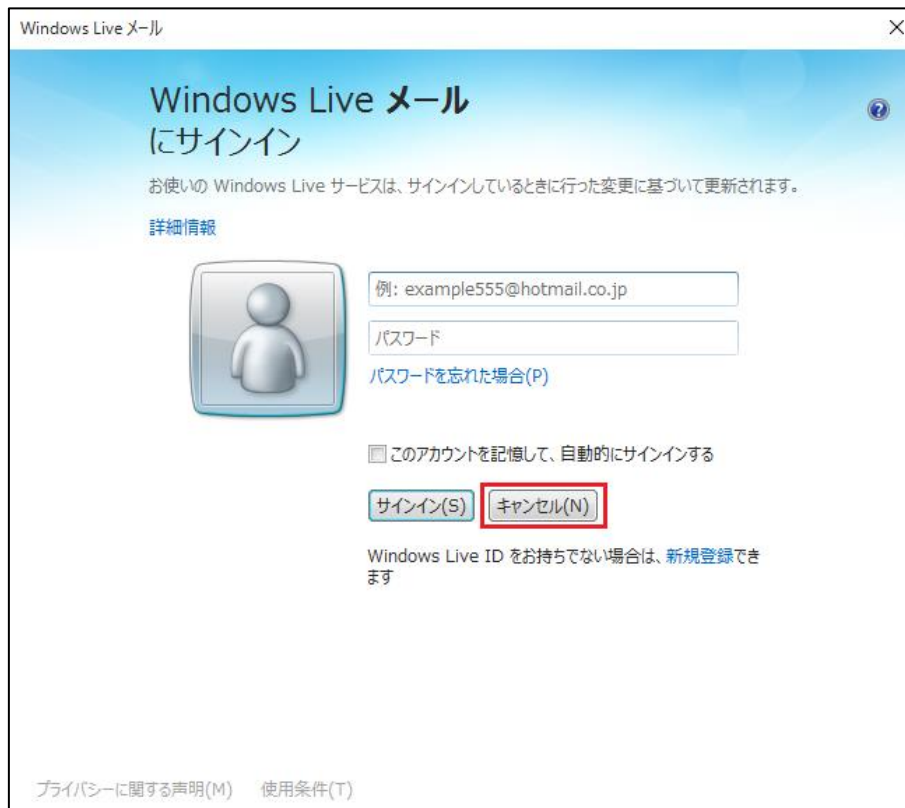 Windows Live メール
Windows Live メール
にサインイン
お使いの Windows Live サービスは、サインインしているときに行った変更に基づいて更新されます。
詳細情報
例: example555@hotmail.co.jp
パスワード
パスワードを忘れた場合(P)
このアカウントを記憶して、自動的にサインインする
サインイン(S) キャンセル(N)
Windows Live ID をお持ちでない場合は、新規登録でき
ます
プライバシーに関する声明(M) 使用条件(T)